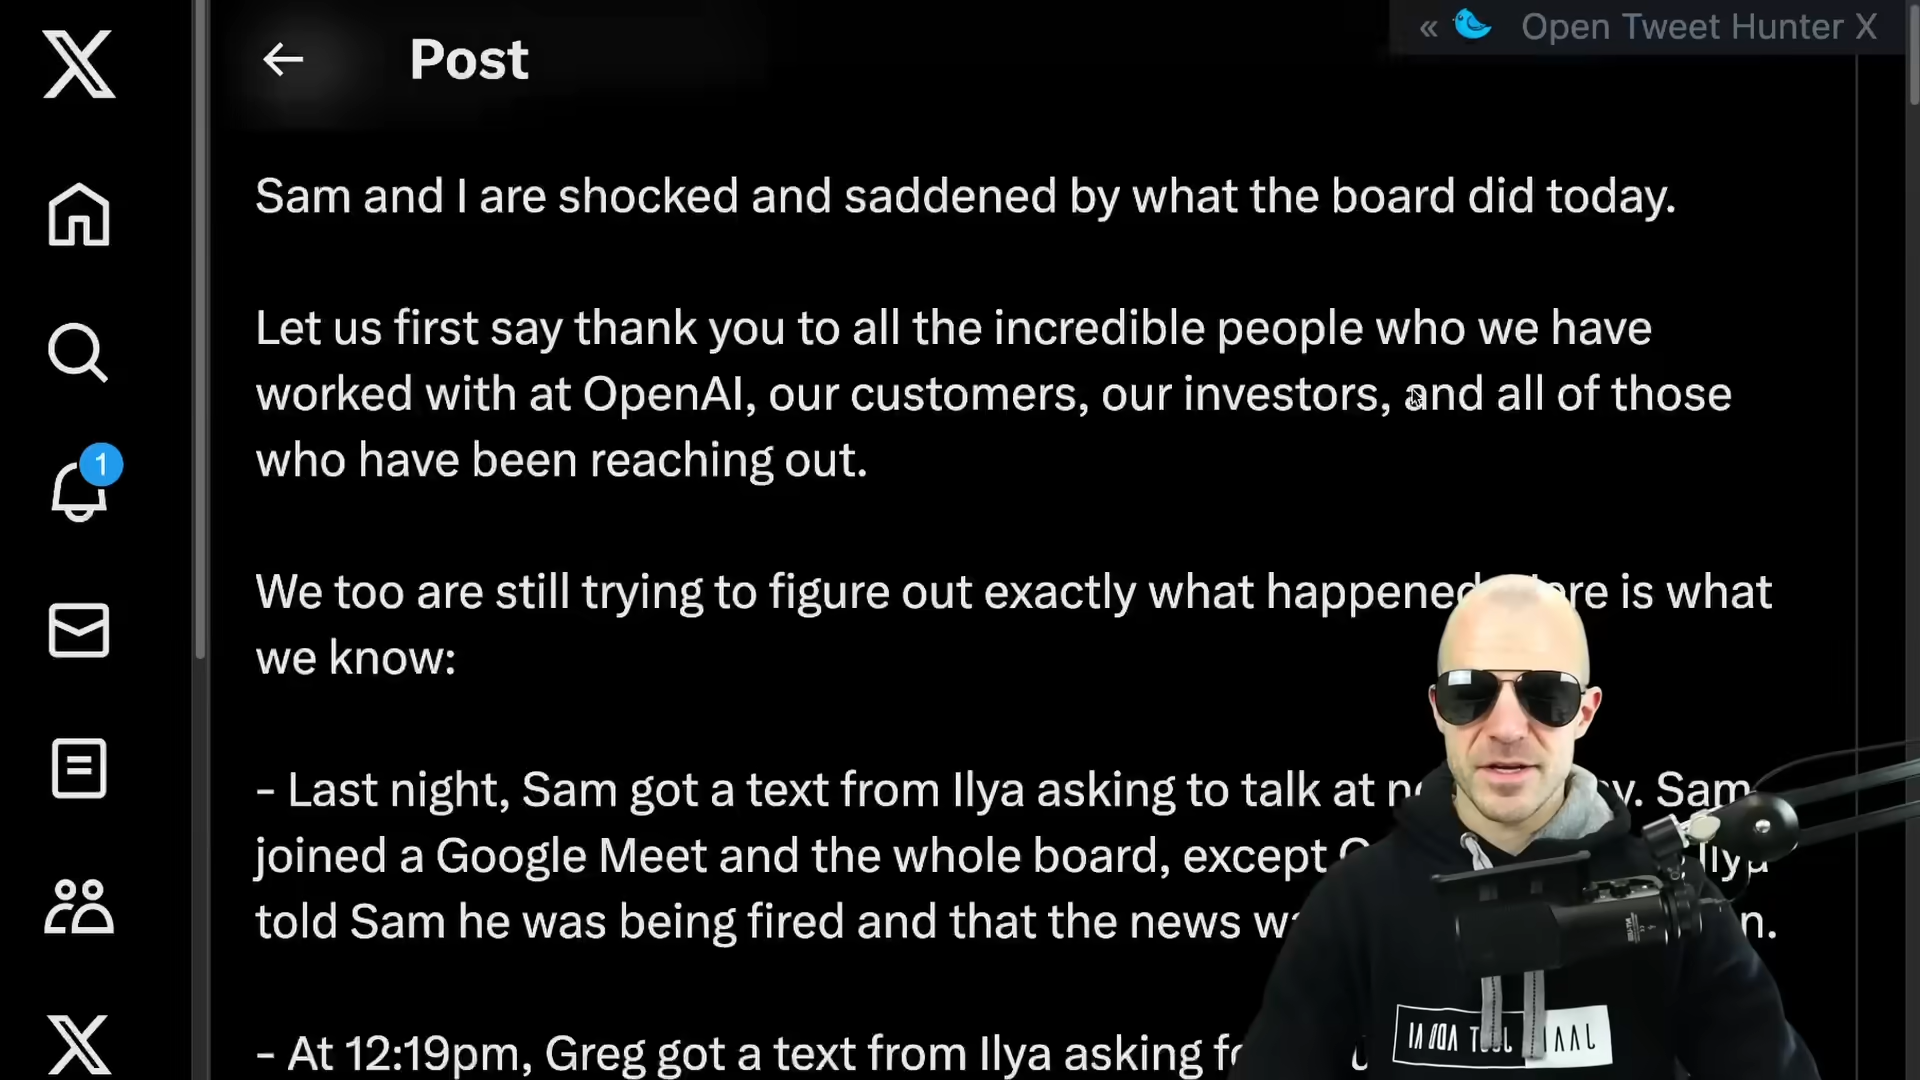 « Open Tweet Hunter X
Post
Sam and I are shocked and saddened by what the board did today.
Let us first say thank you to all the incredible people who we have
worked with at OpenAI, our customers, our investors, and all of those
who have been reaching out.
1
We too are still trying to figure out exactly what happened is what
we know:
– Last night, Sam got a text from Ilya asking to talk at Sam
joined a Google Meet and the whole board, except Ilya
told Sam he was being fired and that the news
– At 12:19pm, Greg got a text from Ilya asking